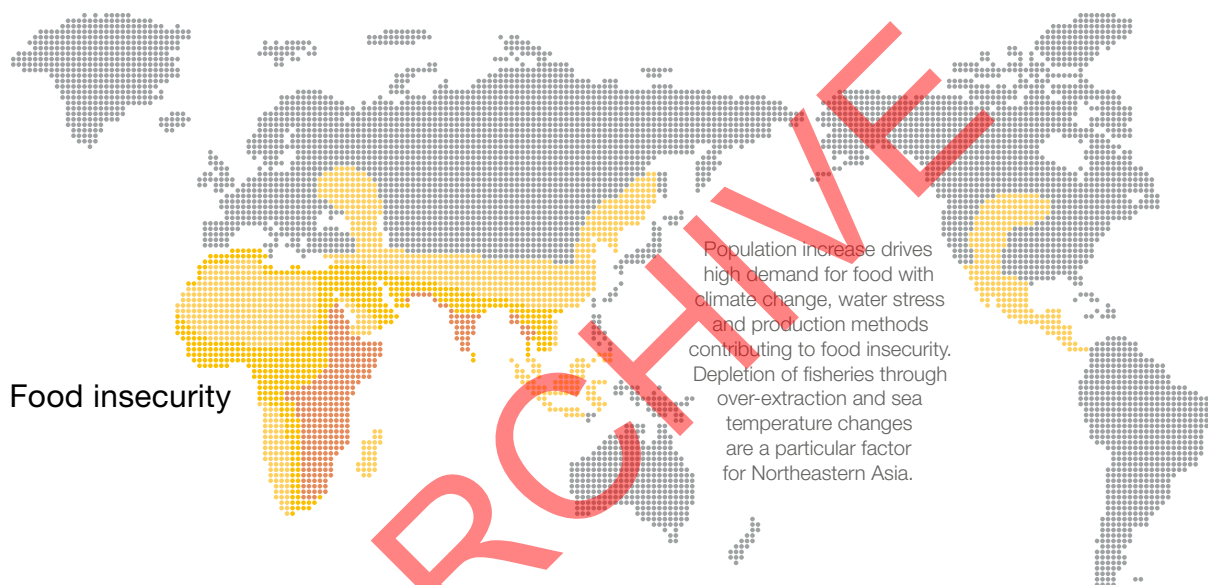 Population increase drives
high demand for food with
climate change, water stress
and production methods
contributing to food insecurity.
Depletion of fisheries through
over-extraction and sea
temperature changes
are a particular factor
for Northeastern Asia.
Food insecurity
RCHIVE